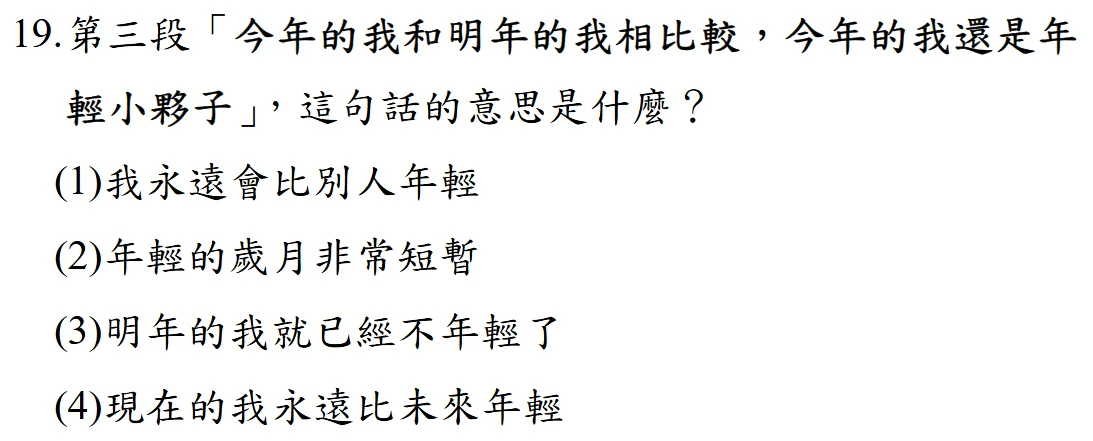 19.第三段「今年的我和明年的我相比較，今年的我還是年
輕小夥子」，這句話的意思是什麼？
(1)我永遠會比別人年輕
(2)年輕的歲月非常短暫
(3)明年的我就已經不年輕了
(4)現在的我永遠比未來年輕